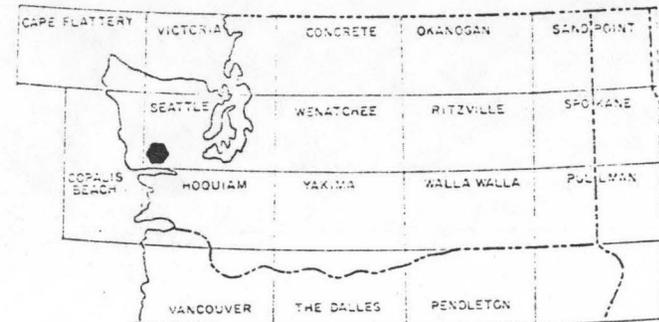 CAPE FLATTERY VICTORIA CONCRETE OKANOGAN SANDPOINT
SEATTLE WENATCHEE RITZVILLE SPOKANE
COPALIS BEACH HOQUIAM YAKIMA WALLA WALLA PULLMAN
VANCOUVER THE DALLES PENDLETON